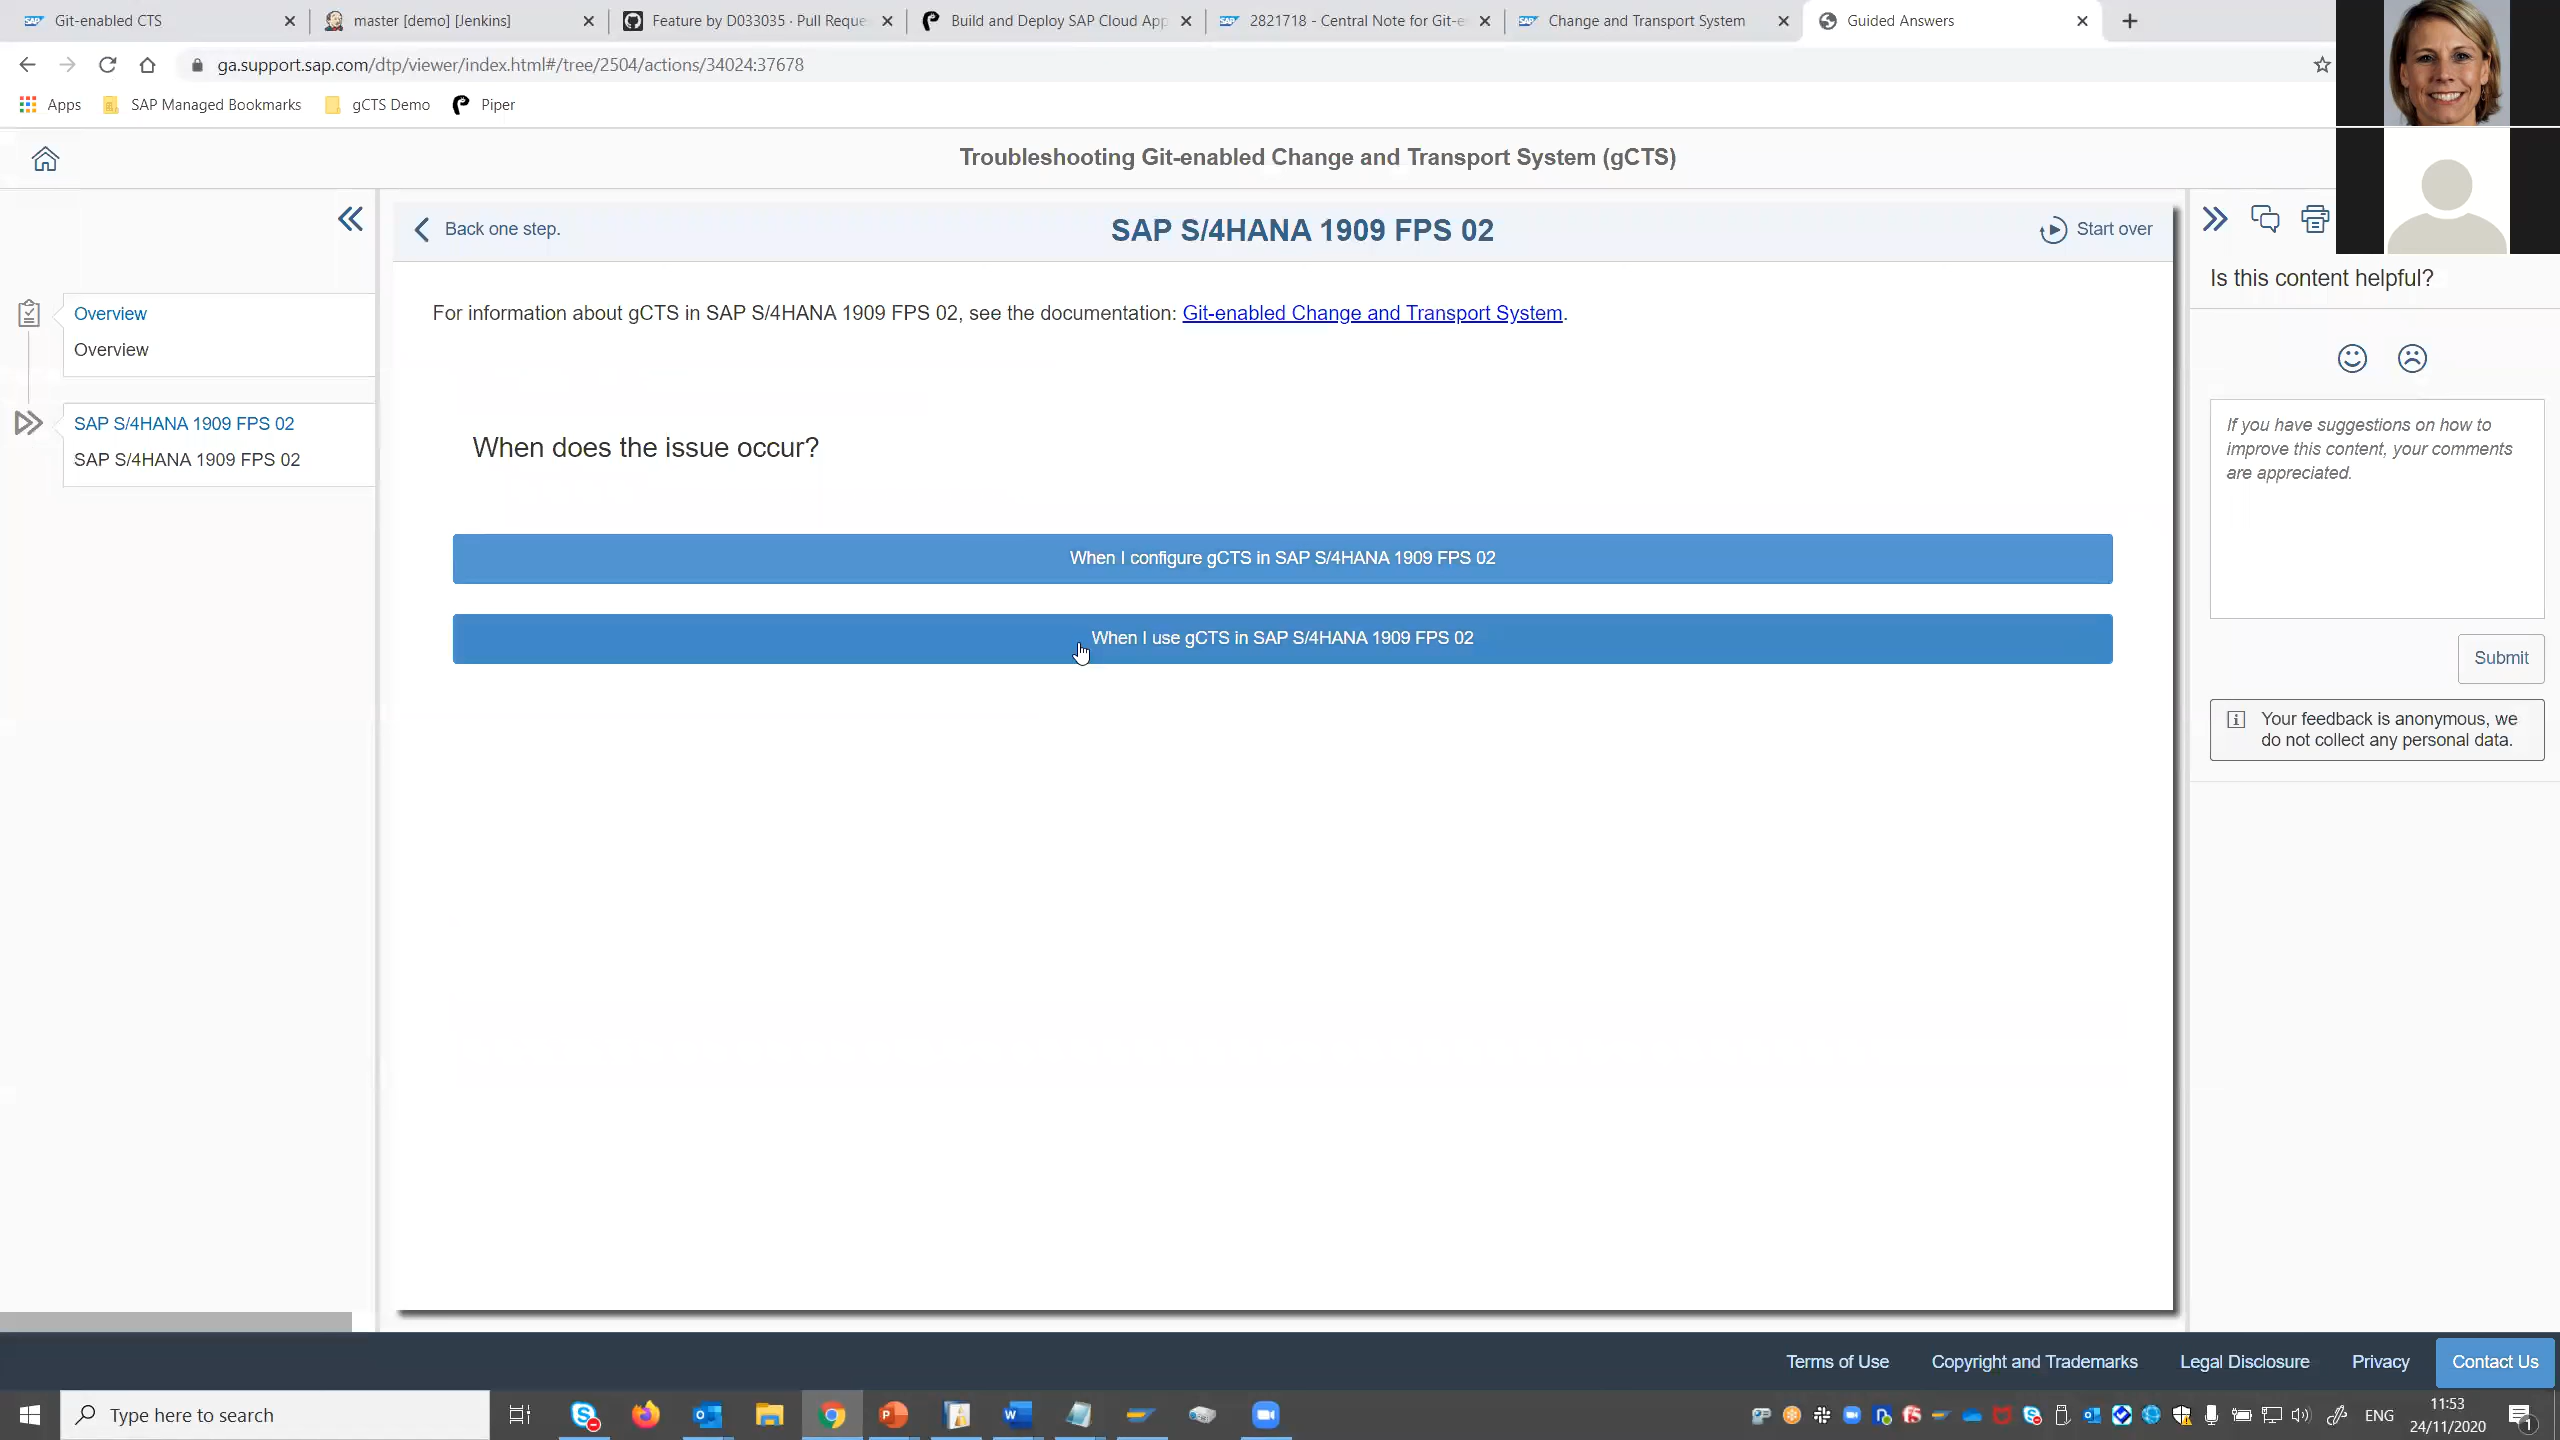 Git-enabled CTS
master [demo] [Jenkins]
Feature by D033035 · Pull Reque
Build and Deploy SAP Cloud App
2821718 - Central Note for Git-e
Change and Transport System
Guided Answers
ga.support.sap.com/dtp/viewer/index.html#/tree/2504/actions/34024:37678
Apps
SAP Managed Bookmarks
gCTS Demo
Piper
Troubleshooting Git-enabled Change and Transport System (gCTS)
Back one step.
SAP S/4HANA 1909 FPS 02
Start over
Overview
Overview
SAP S/4HANA 1909 FPS 02
SAP S/4HANA 1909 FPS 02
For information about gCTS in SAP S/4HANA 1909 FPS 02, see the documentation: Git-enabled Change and Transport System.
When does the issue occur?
When I configure gCTS in SAP S/4HANA 1909 FPS 02
When I use gCTS in SAP S/4HANA 1909 FPS 02
Is this content helpful?
If you have suggestions on how to
improve this content, your comments
are appreciated.
Submit
Your feedback is anonymous, we
do not collect any personal data.
Terms of Use
Copyright and Trademarks
Legal Disclosure
Privacy
Contact Us
Type here to search
ENG
11:53
24/11/2020
1